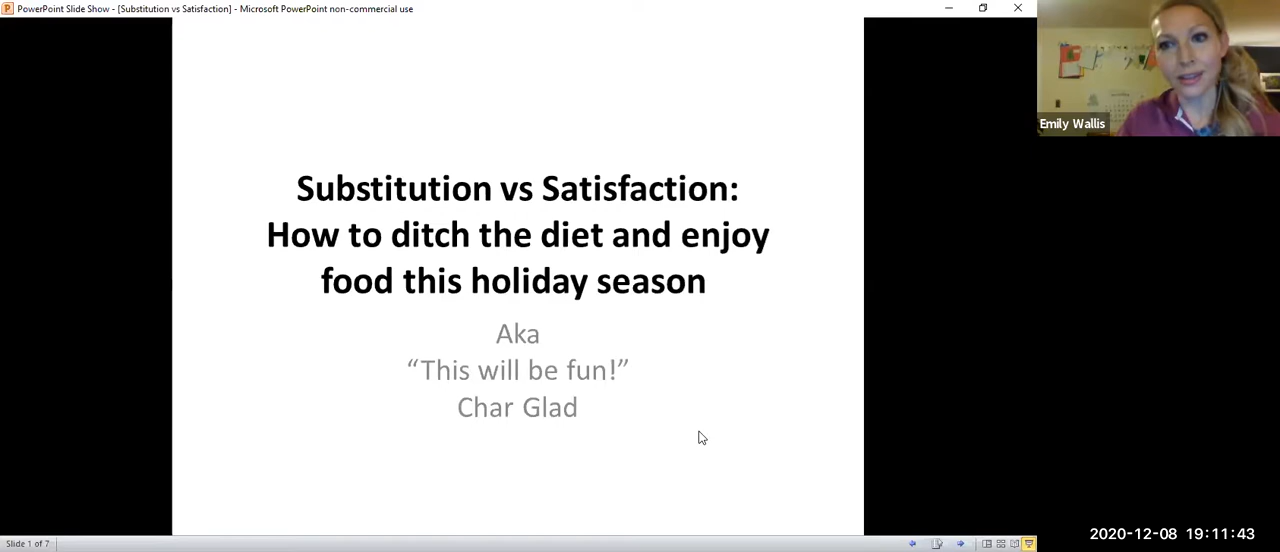 PowerPoint Slide Show - [Substitution vs Satisfaction] - Microsoft PowerPoint non-commercial use
Emily Wallis
Substitution vs Satisfaction:
How to ditch the diet and enjoy
food this holiday season
Aka
“This will be fun!”
Char Glad
Slide 1 of 7
2020-12-08 19:11:43